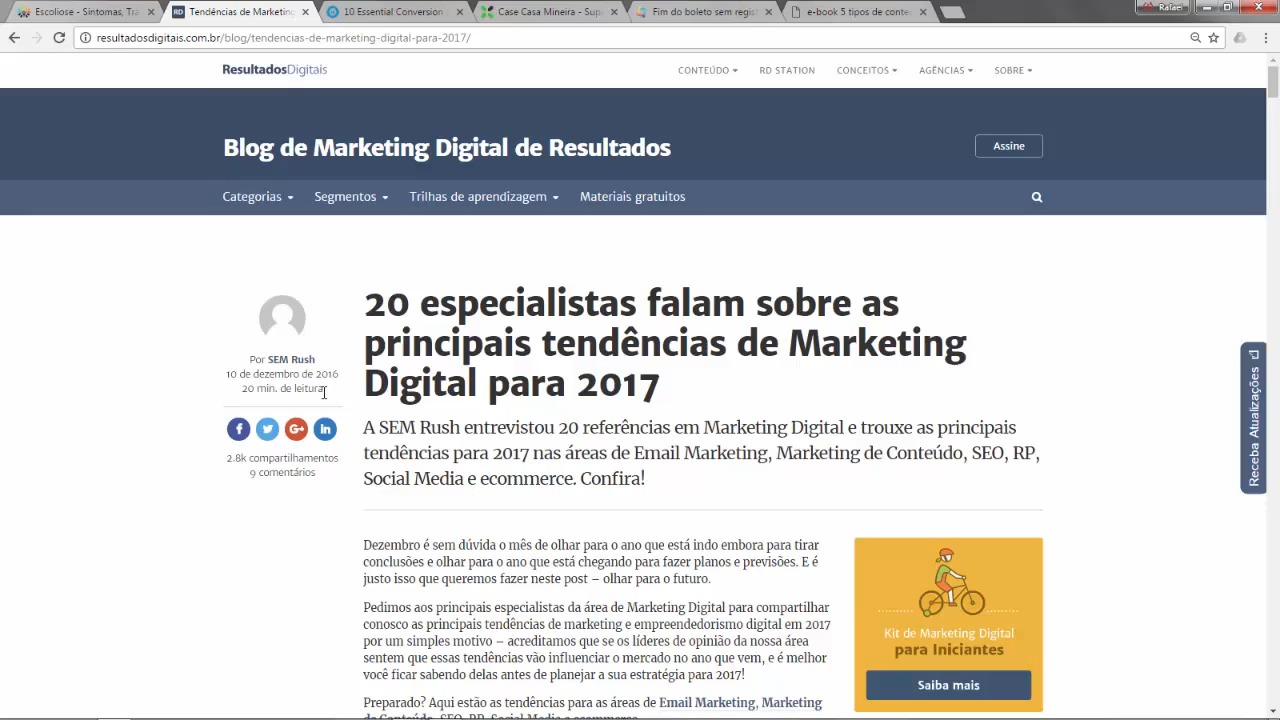 Escoliose - Sintomas, Tra
Tendências de Marketing
10 Essential Conversion
Case Casa Mineira - Sup
Fim do boleto sem regis
e-book 5 tipos de conte
Rafael
resultadosdigitais.com.br/blog/tendencias-de-marketing-digital-para-2017/
ResultadosDigitais
CONTEÚDO
RD STATION
CONCEITOS
AGÊNCIAS
SOBRE
Blog de Marketing Digital de Resultados
Assine
Categorias
Segmentos
Trilhas de aprendizagem
Materiais gratuitos
20 especialistas falam sobre as
principais tendências de Marketing
Digital para 2017
Por SEM Rush
10 de dezembro de 2016
20 min. de leitura
2.8k compartilhamentos
9 comentários
A SEM Rush entrevistou 20 referências em Marketing Digital e trouxe as principais
tendências para 2017 nas áreas de Email Marketing, Marketing de Conteúdo, SEO, RP,
Social Media e ecommerce. Confira!
Receba Atualizações
Dezembro é sem dúvida o mês de olhar para o ano que está indo embora para tirar
conclusões e olhar para o ano que está chegando para fazer planos e previsões. E é
justo isso que queremos fazer neste post – olhar para o futuro.
Pedimos aos principais especialistas da área de Marketing Digital para compartilhar
conosco as principais tendências de marketing e empreendedorismo digital em 2017
por um simples motivo – acreditamos que se os líderes de opinião da nossa área
sentem que essas tendências vão influenciar o mercado no ano que vem, e é melhor
você ficar sabendo delas antes de planejar a sua estratégia para 2017!
Preparado? Aqui estão as tendências para as áreas de Email Marketing, Marketing
de Conteúdo, SEO, RP, Social Media e ecommerce
Kit de Marketing Digital
para Iniciantes
Saiba mais